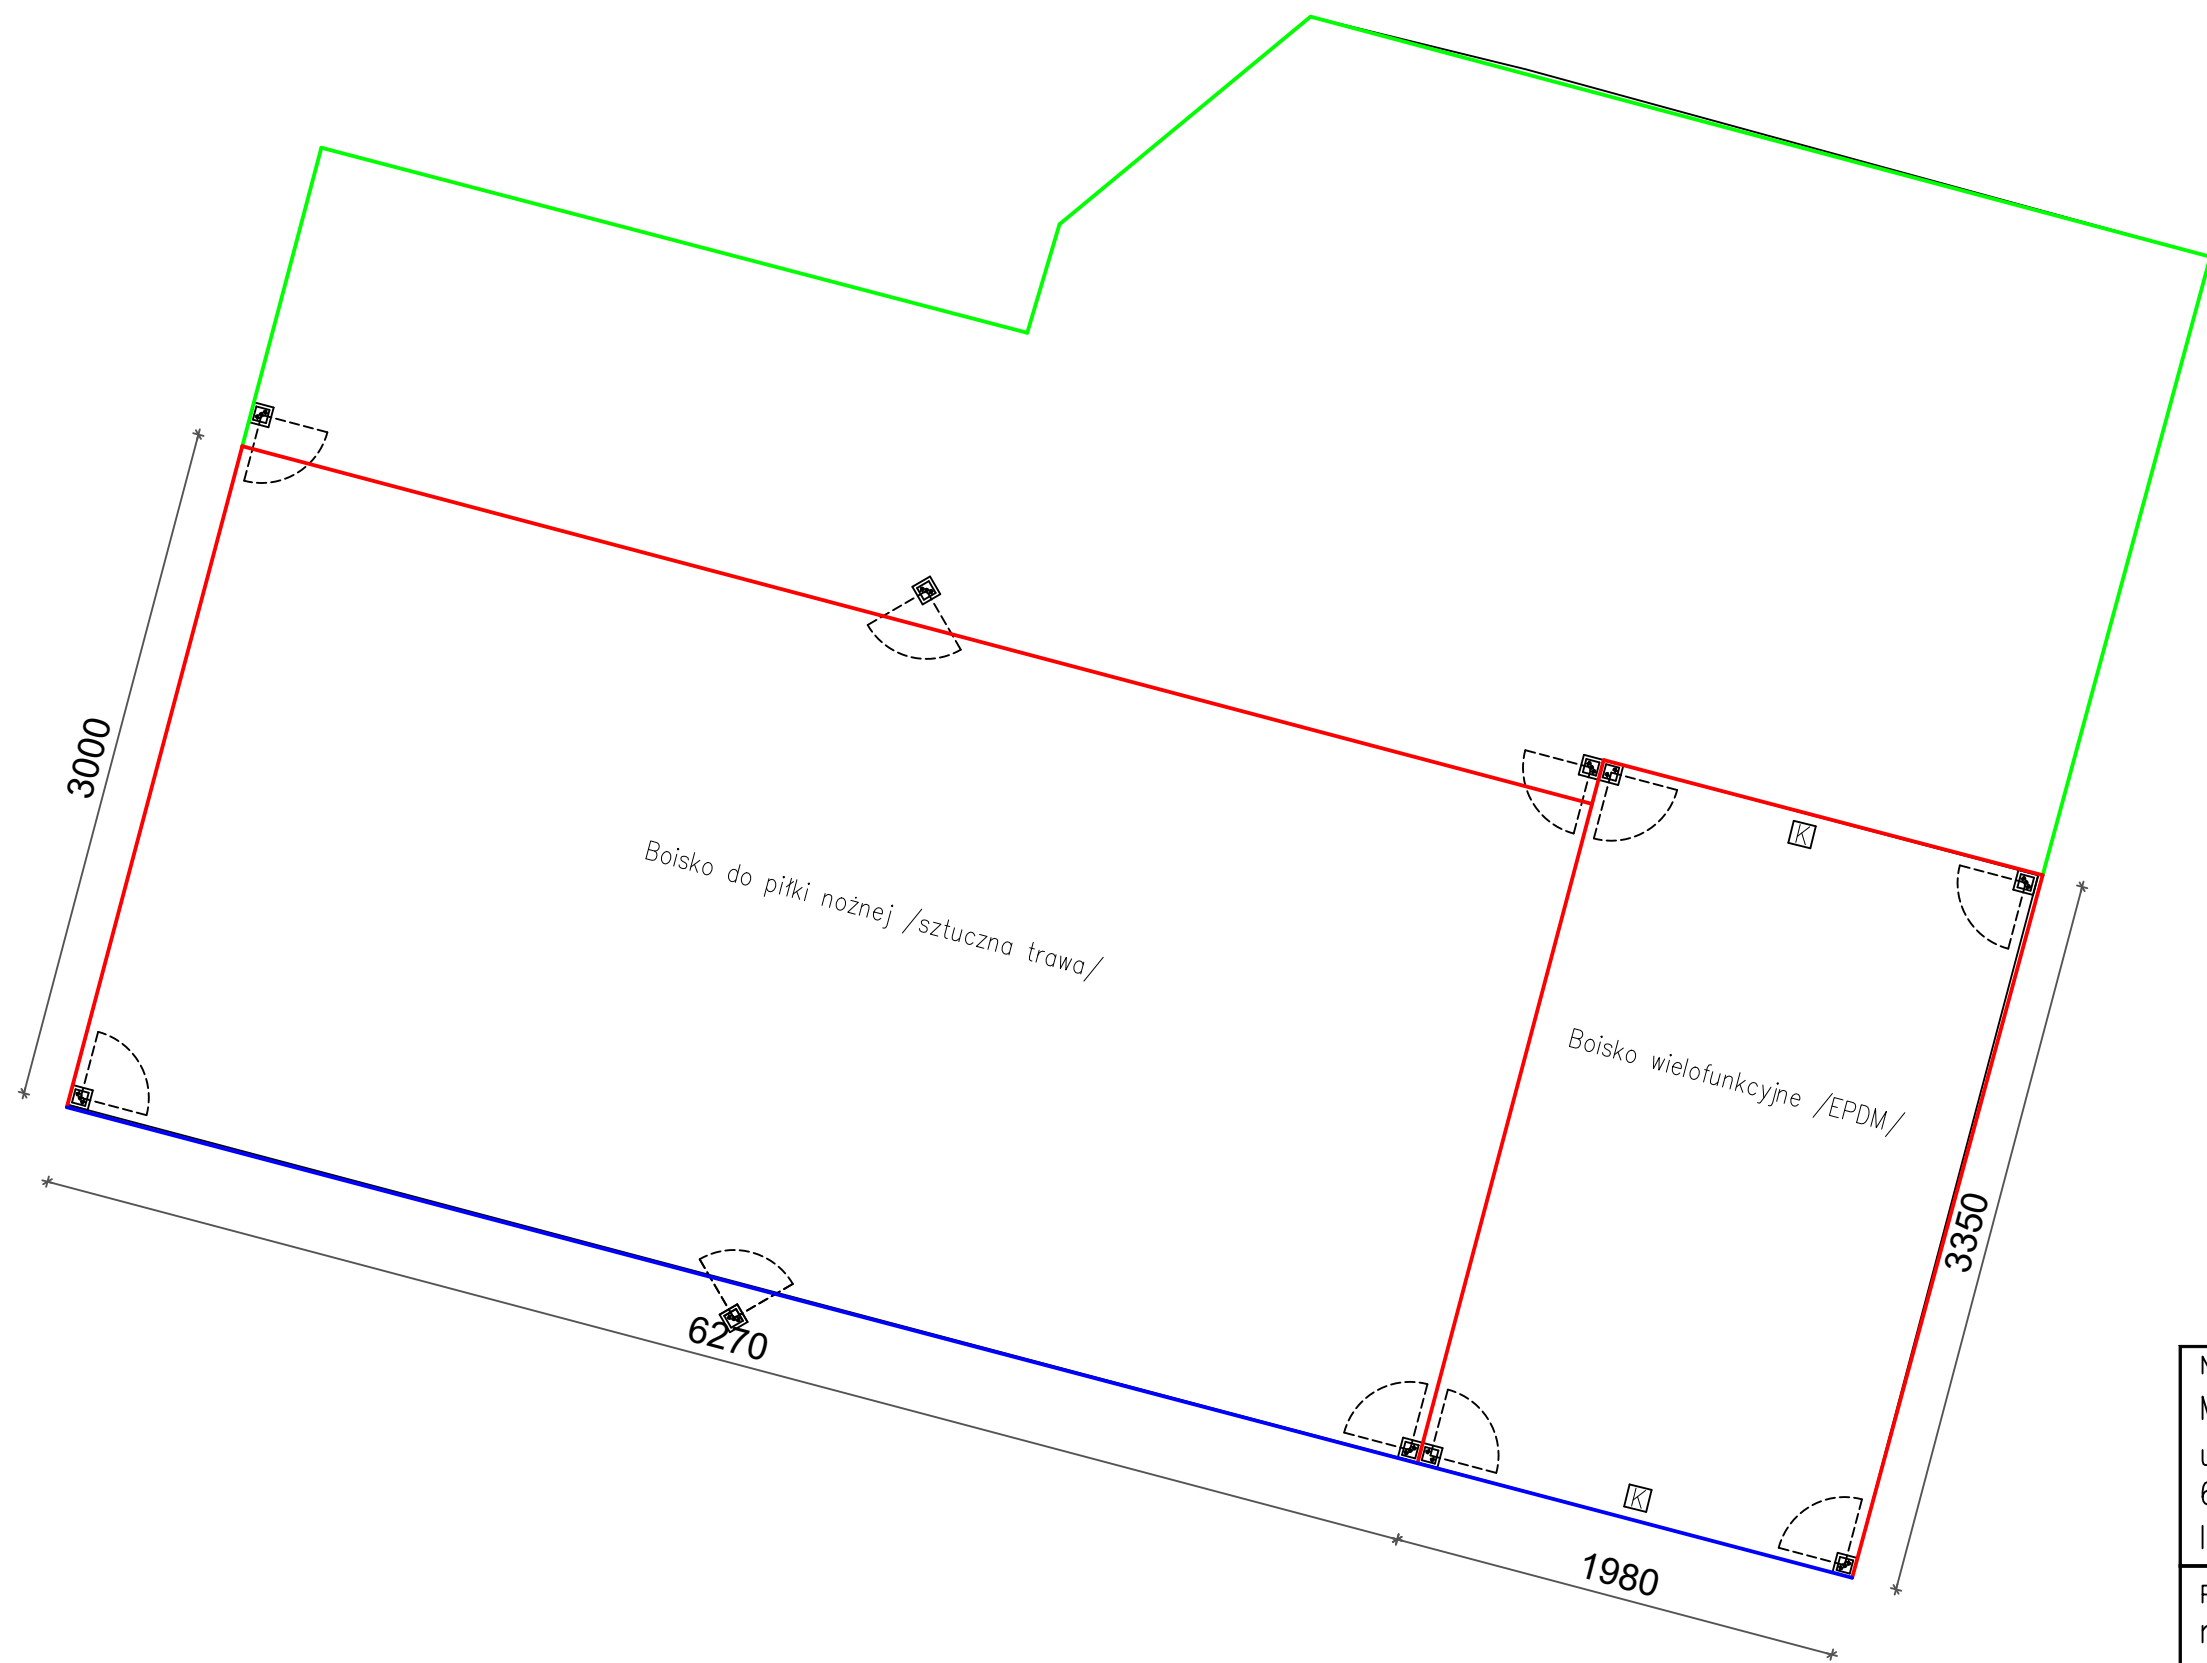 3000
Boisko do piłki nożnej /sztuczna trawa/
K
Boisko wielofunkcyjne /EPDM/
3350
6270
K
1980